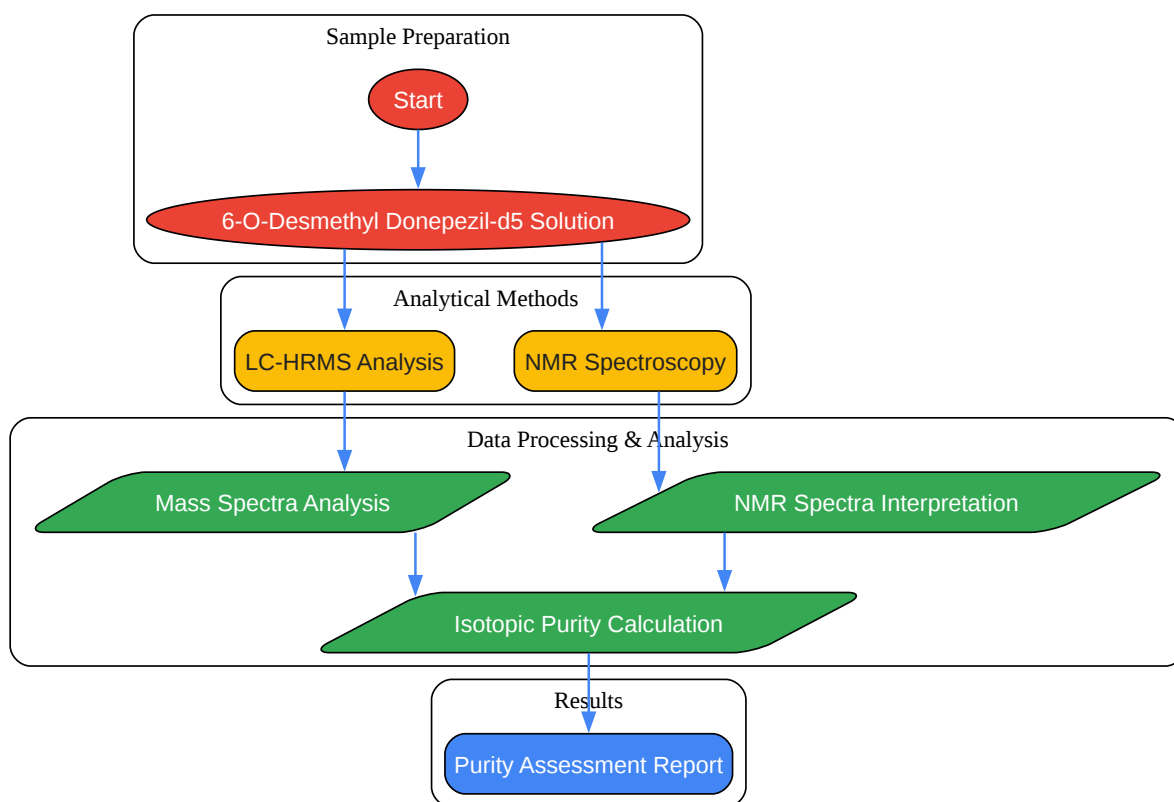 Sample Preparation
Start
6-O-Desmethyl Donepezil-d5 Solution
Analytical Methods
LC-HRMS Analysis
NMR Spectroscopy
Data Processing & Analysis
Mass Spectra Analysis
NMR Spectra Interpretation
Isotopic Purity Calculation
Results
Purity Assessment Report